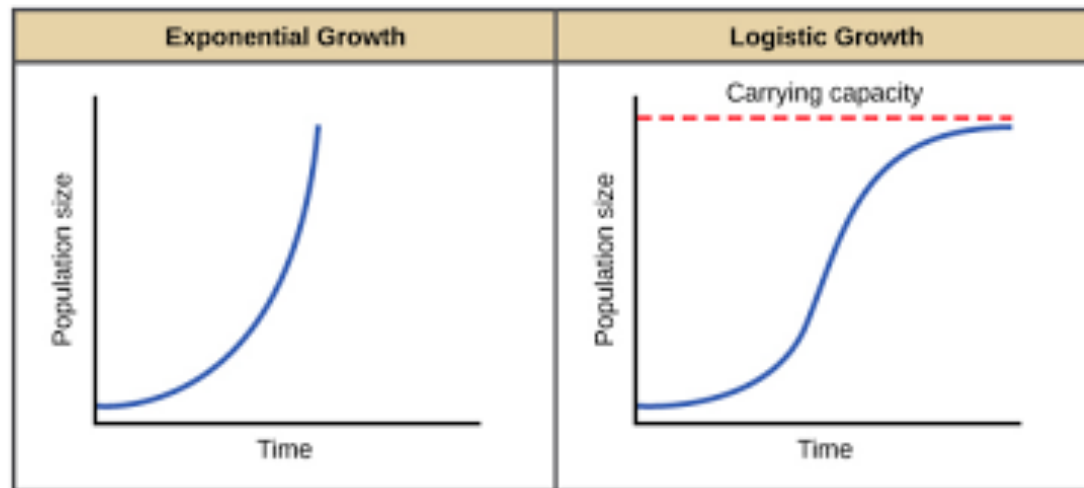 Exponential Growth
Logistic Growth
Population size
Time
Carrying capacity
Population size
Time